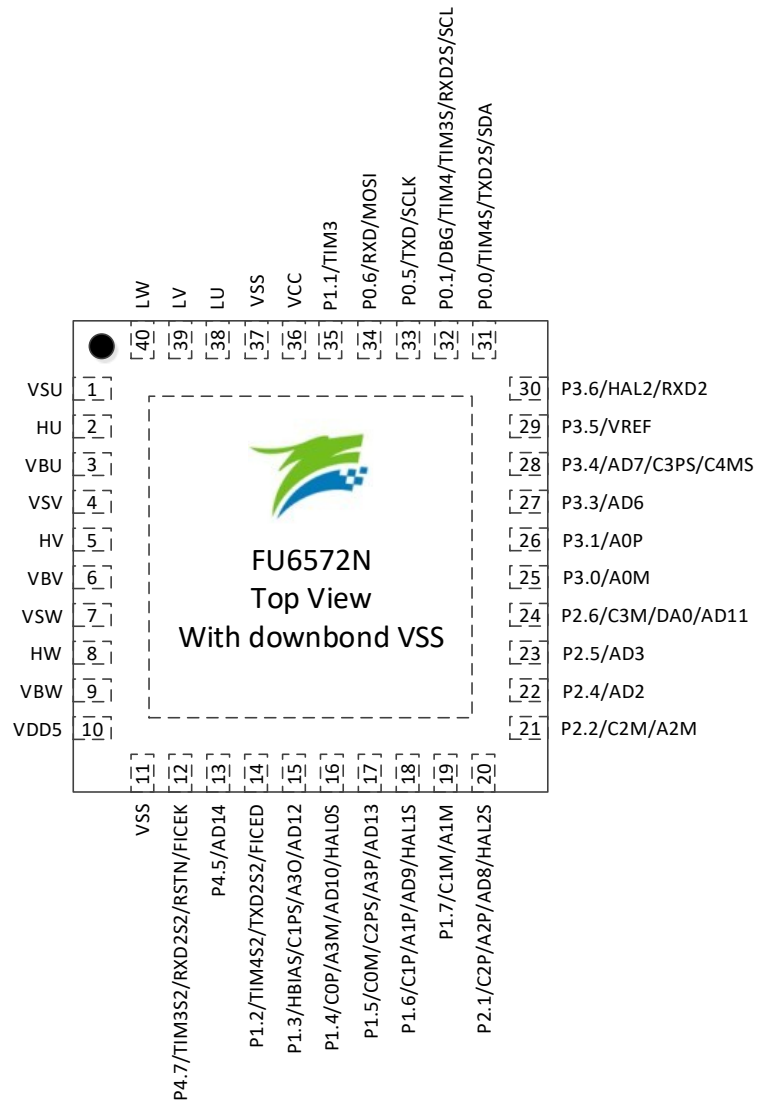 LW
LV
LU
VSS
VCC
P1.1/TIM3
P0.6/RXD/MOSI
P0.5/TXD/SCLK
P0.1/DBG/TIM4/TIM3S/RXD2S/SCL
P0.0/TIM4S/TXD2S/SDA
40
39
38
37
36
35
34
33
32
31
VSU 1
HU 2
VBU 3
VSV 4
HV 5
VBV 6
VSW 7
HW 8
VBW 9
VDD5 10
FU6572N
Top View
With downbond VSS
30 P3.6/HAL2/RXD2
29 P3.5/VREF
28 P3.4/AD7/C3PS/C4MS
27 P3.3/AD6
26 P3.1/A0P
25 P3.0/A0M
24 P2.6/C3M/DA0/AD11
23 P2.5/AD3
22 P2.4/AD2
21 P2.2/C2M/A2M
11
12
13
14
15
16
17
18
19
20
VSS
P4.7/TIM3S2/RXD2S2/RSTN/FICEK
P4.5/AD14
P1.2/TIM4S2/TXD2S2/FICED
P1.3/HBIAS/C1PS/A3O/AD12
P1.4/C0P/A3M/AD10/HAL0S
P1.5/C0M/C2PS/A3P/AD13
P1.6/C1P/A1P/AD9/HAL1S
P1.7/C1M/A1M
P2.1/C2P/A2P/AD8/HAL2S